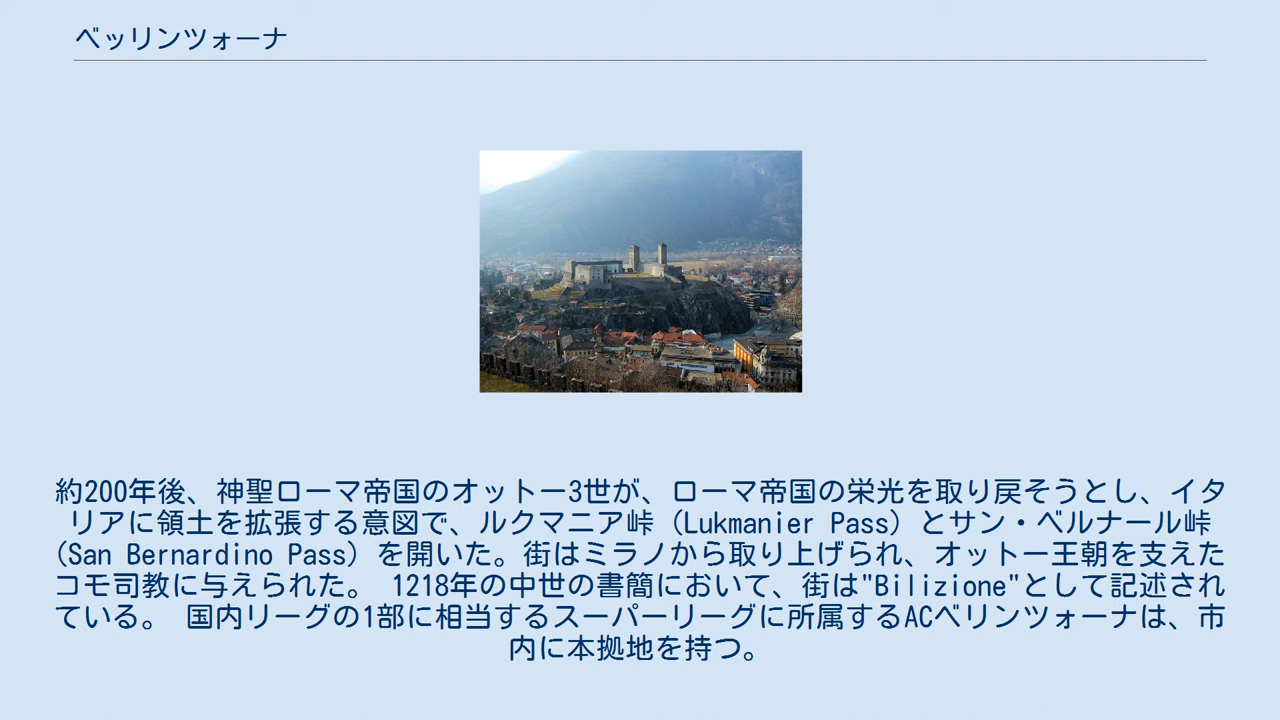 ベッリンツォーナ
約200年後、神聖ローマ帝国のオットー3世が、ローマ帝国の栄光を取り戻そうとし、イタ
リアに領土を拡張する意図で、ルクマニア峠（Lukmanier Pass）とサン・ベルナール峠
（San Bernardino Pass）を開いた。街はミラノから取り上げられ、オットー王朝を支えた
コモ司教に与えられた。 1218年の中世の書簡において、街は"Bilizione"として記述され
ている。 国内リーグの1部に相当するスーパーリーグに所属するACベリンツォーナは、市
内に本拠地を持つ。